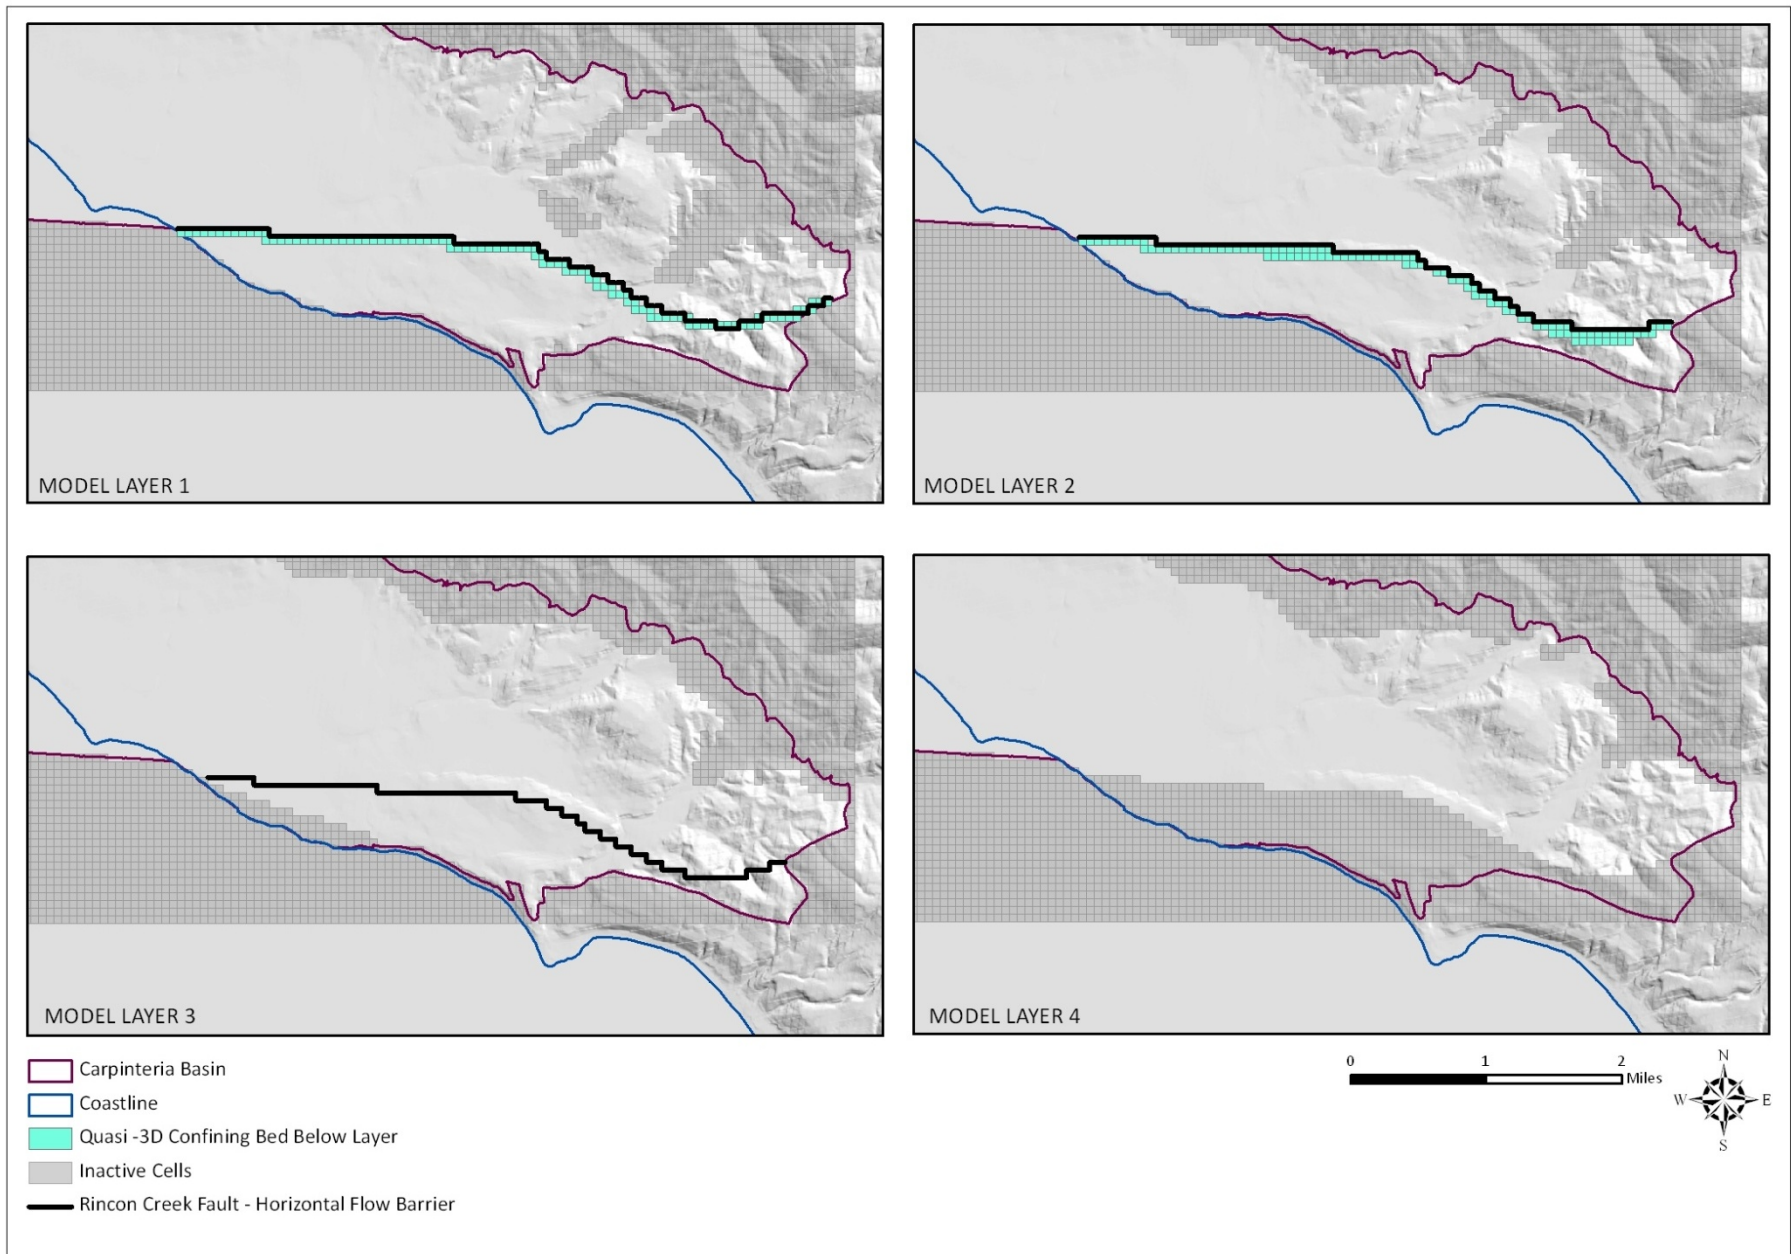 MODEL LAYER 1
MODEL LAYER 2
MODEL LAYER 3
MODEL LAYER 4
Carpinteria Basin
Coastline
Quasi -3D Confining Bed Below Layer
Inactive Cells
Rincon Creek Fault - Horizontal Flow Barrier
0 1 2
Miles
N
W E
S